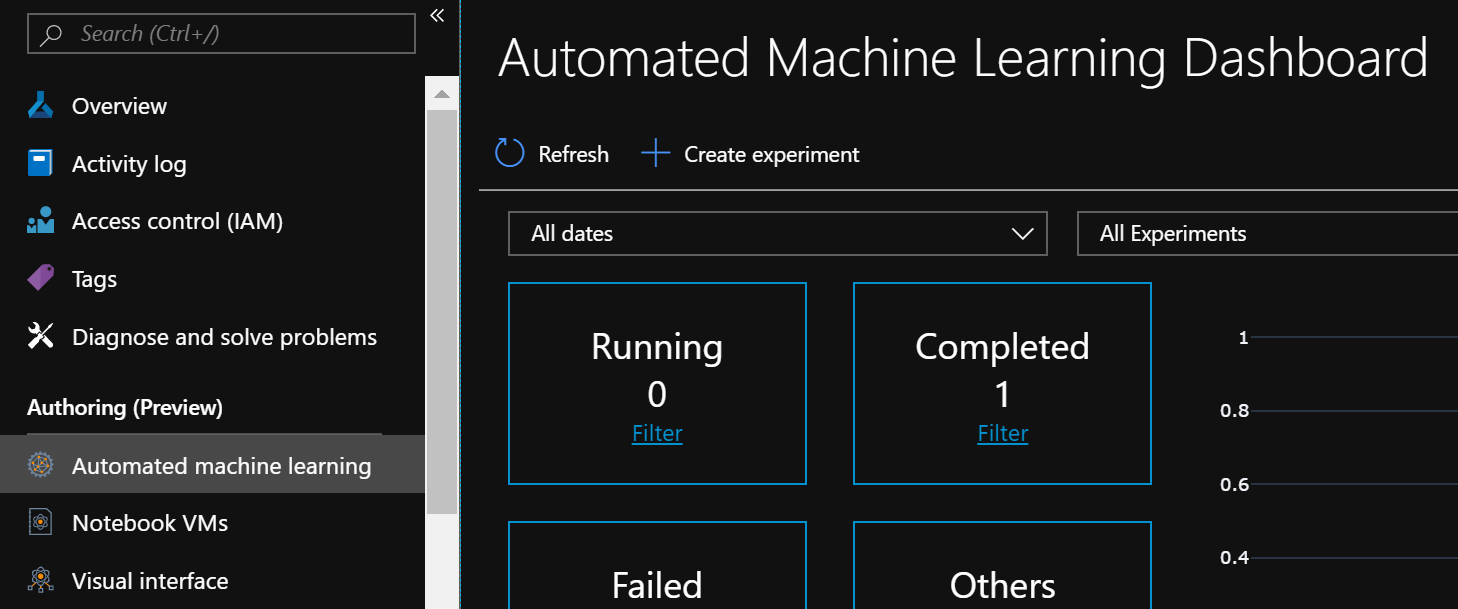 Search (Ctrl+/)
Overview
Activity log
Access control (IAM)
Tags
Diagnose and solve problems
Authoring (Preview)
Automated machine learning
Notebook VMs
Visual interface
Automated Machine Learning Dashboard
Refresh
Create experiment
All dates
All Experiments
Running
0
Filter
Completed
1
Filter
Failed
Others
1
0.8
0.6
0.4